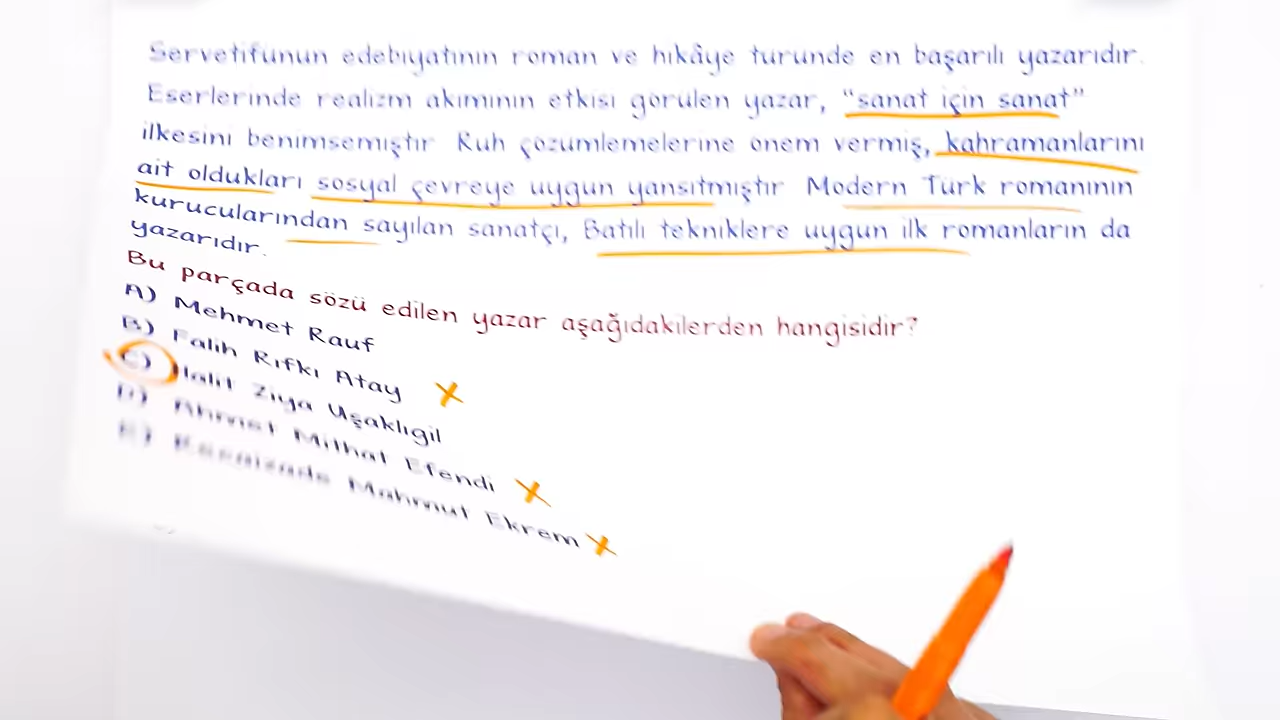 Servetifünun edebiyatının roman ve hikâye türünde en başarılı yazarıdır.
Eserlerinde realizm akımının etkisi görülen yazar, “sanat için sanat”
ilkesini benimsemiştir Ruh çözümlemelerine önem vermiş, kahramanlarını
ait oldukları sosyal çevreye uygun yansıtmıştır Modern Türk romanının
kurucularından sayılan sanatçı, Batılı tekniklere uygun ilk romanların da
yazarıdır.
Bu parçada sözü edilen yazar aşağıdakilerden hangisidir?
A) Mehmet Rauf
B) Falih Rıfkı Atay
C) Halit Ziya Uşaklıgil
D) Ahmet Mithat Efendi
E) Recaizade Mahmut Ekrem